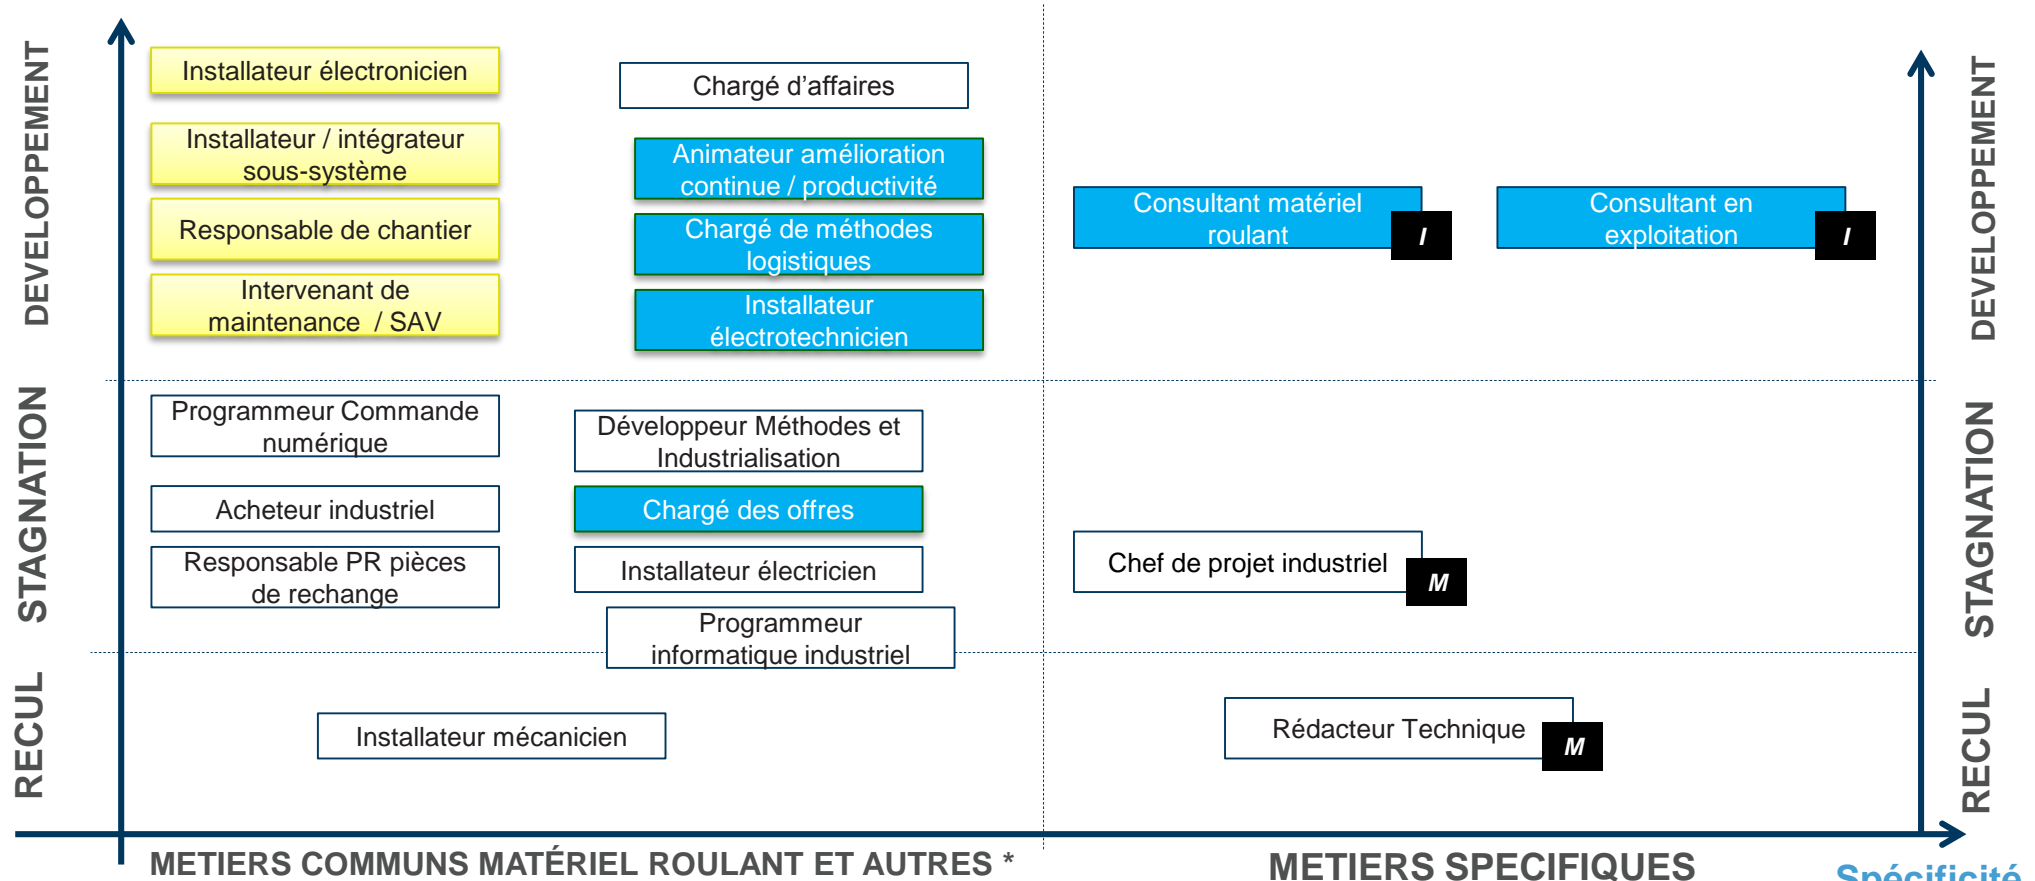 DEVELOPPEMENT
STAGNATION
RECUL
Installateur électronicien
Installateur / intégrateur
sous-système
Responsable de chantier
Intervenant de
maintenance / SAV
Chargé d’affaires
Animateur amélioration
continue / productivité
Chargé de méthodes
logistiques
Installateur
électrotechnicien
Consultant matériel
roulant
I
Consultant en
exploitation
I
Programmeur Commande
numérique
Acheteur industriel
Responsable PR pièces
de rechange
Développeur Méthodes et
Industrialisation
Chargé des offres
Installateur électricien
Programmeur
informatique industriel
Chef de projet industriel
M
Installateur mécanicien
Rédacteur Technique
M
DEVELOPPEMENT
STAGNATION
RECUL
METIERS COMMUNS MATÉRIEL ROULANT ET AUTRES *
METIERS SPECIFIQUES
Spécificité